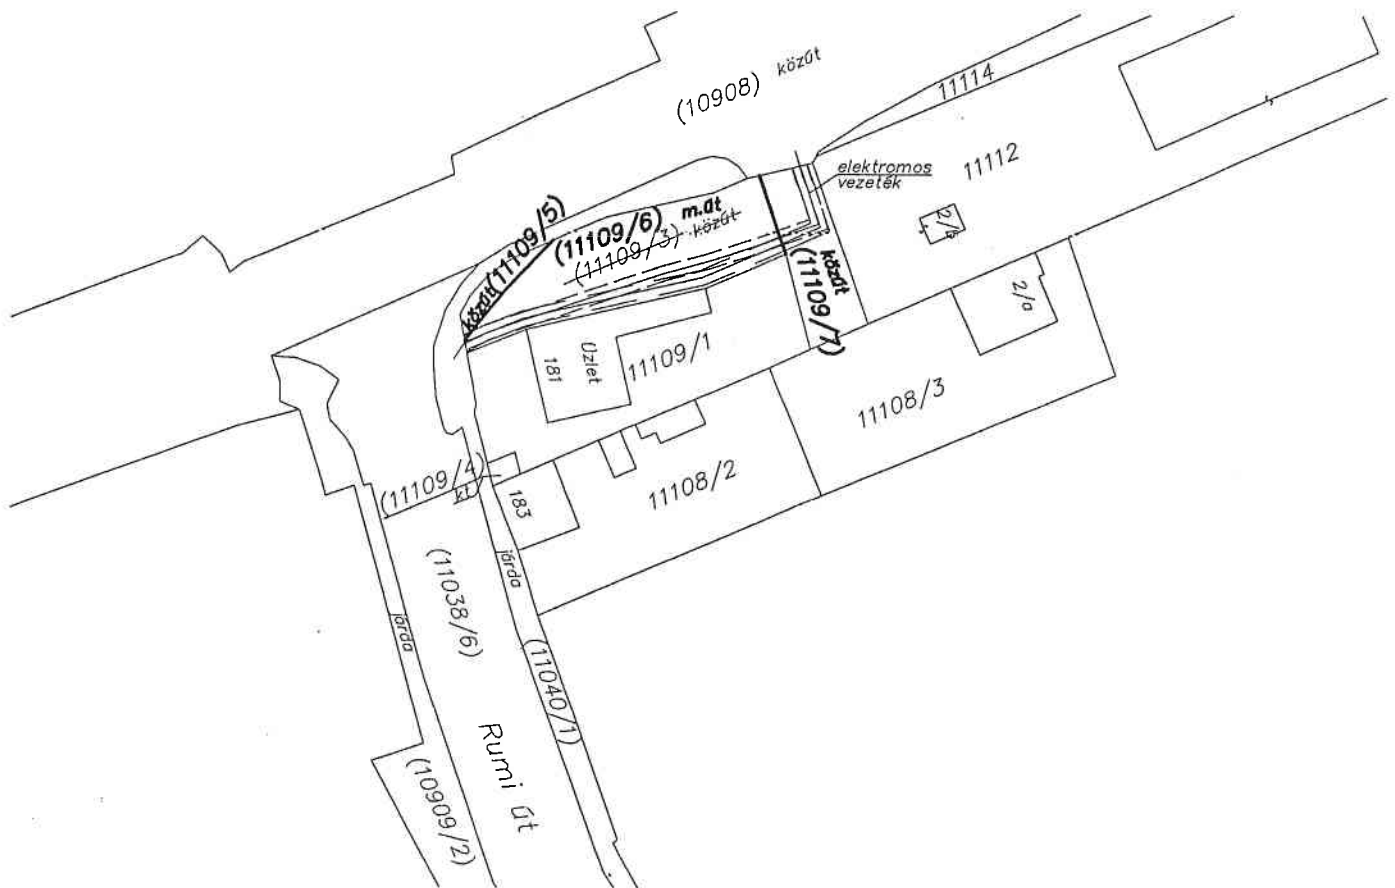 (10908) közút
11114
11112
elektromos
vezeték
2/b
2/a
közút(11109/5)
(11109/6) m.út
(11109/3) közút
közút
(11109/7)
Üzlet
181
11109/1
11108/3
11108/2
(11109/4)
kt
183
járda
(11038/6)
járda
(11040/1)
Rumi út
(10909/2)